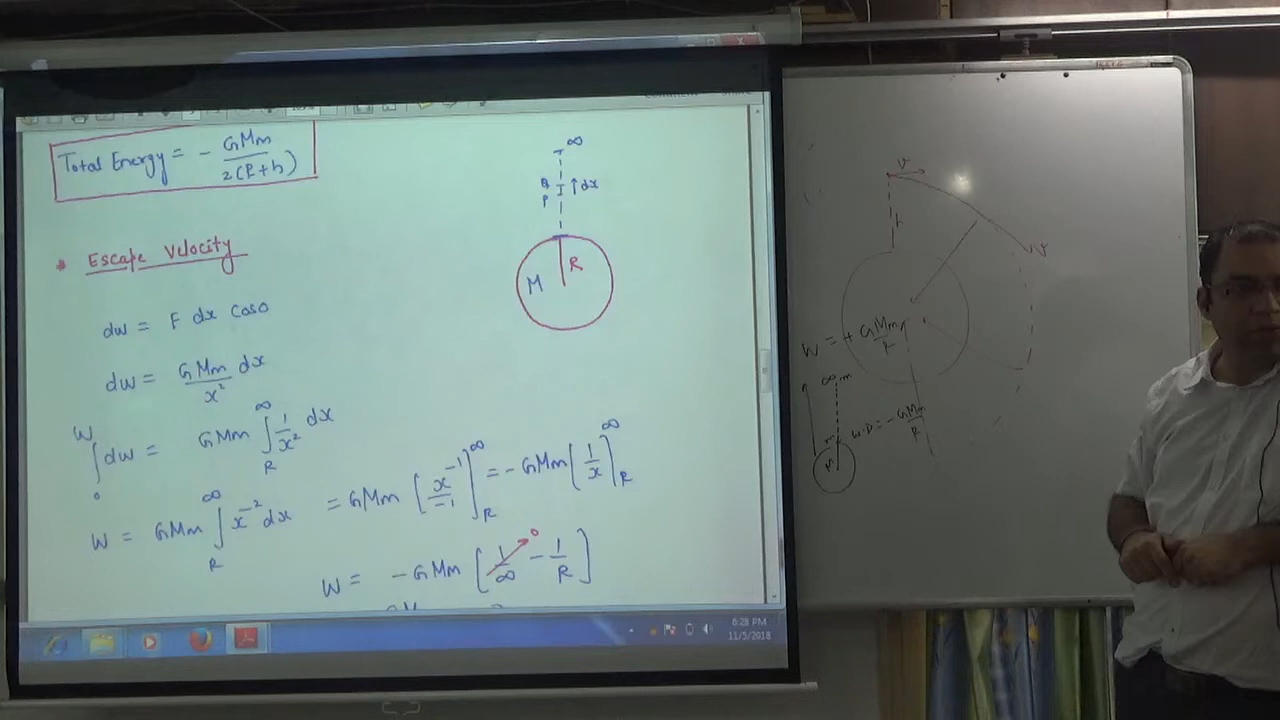 Total Energy = - GMm / 2(R+h)
* Escape Velocity
dw = F dx Cos0
dw = GMm / x² dx
∫₀^W dw = GMm ∫_R^∞ 1/x² dx
W = GMm ∫_R^∞ x⁻² dx = GMm [x⁻¹/-1]_R^∞ = -GMm [1/x]_R^∞
W = -GMm [1/∞ → 0 - 1/R]
∞
B
P
↑dx
M
R
6:28 PM
11/5/2018
v
h
v
W = + GMm / R
∞ m
m
W.D = - GMm / R
M